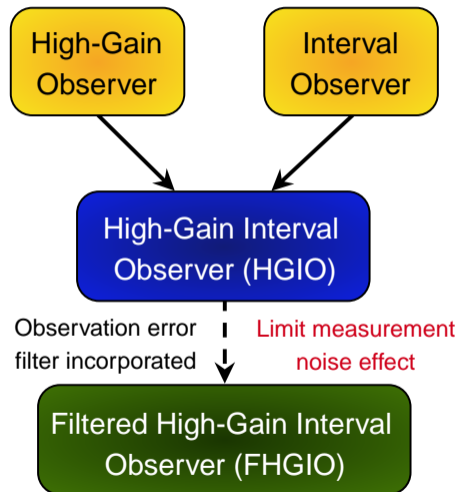 High-Gain
Observer
Interval
Observer
High-Gain Interval
Observer (HGIO)
Observation error
filter incorporated
Limit measurement
noise effect
Filtered High-Gain Interval
Observer (FHGIO)